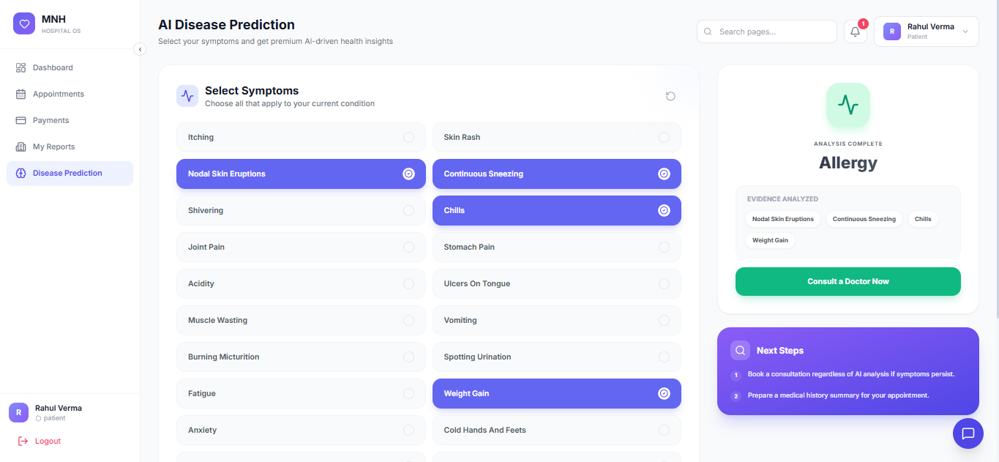 MNH
HOSPITAL OS
Dashboard
Appointments
Payments
My Reports
Disease Prediction
R
Rahul Verma
patient
Logout
AI Disease Prediction
Select your symptoms and get premium AI-driven health insights
Search pages...
1
R
Rahul Verma
Patient
Select Symptoms
Choose all that apply to your current condition
Itching
Skin Rash
Nodal Skin Eruptions
Continuous Sneezing
Shivering
Chills
Joint Pain
Stomach Pain
Acidity
Ulcers On Tongue
Muscle Wasting
Vomiting
Burning Micturition
Spotting Urination
Fatigue
Weight Gain
Anxiety
Cold Hands And Feets
ANALYSIS COMPLETE
Allergy
EVIDENCE ANALYZED
Nodal Skin Eruptions
Continuous Sneezing
Chills
Weight Gain
Consult a Doctor Now
Next Steps
1 Book a consultation regardless of AI analysis if symptoms persist.
2 Prepare a medical history summary for your appointment.